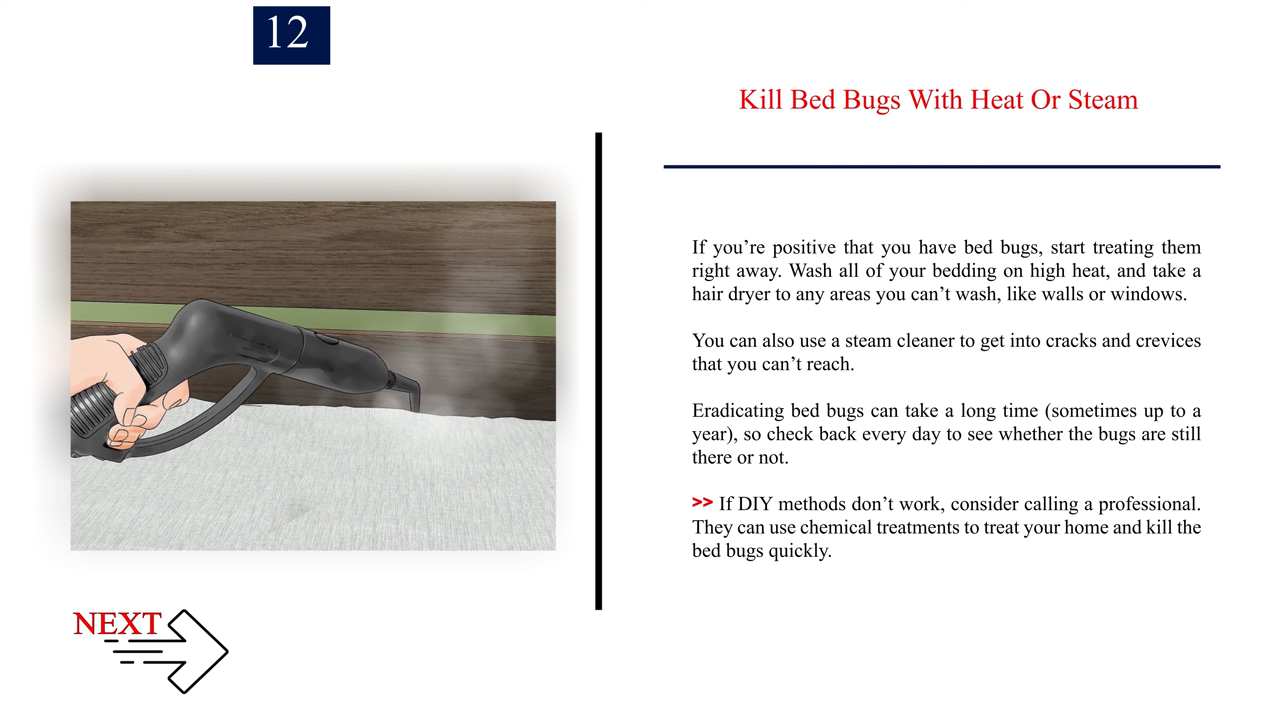 12
Kill Bed Bugs With Heat Or Steam
If you’re positive that you have bed bugs, start treating them
right away. Wash all of your bedding on high heat, and take a
hair dryer to any areas you can’t wash, like walls or windows.
You can also use a steam cleaner to get into cracks and crevices
that you can’t reach.
Eradicating bed bugs can take a long time (sometimes up to a
year), so check back every day to see whether the bugs are still
there or not.
>> If DIY methods don’t work, consider calling a professional.
They can use chemical treatments to treat your home and kill the
bed bugs quickly.
NEXT